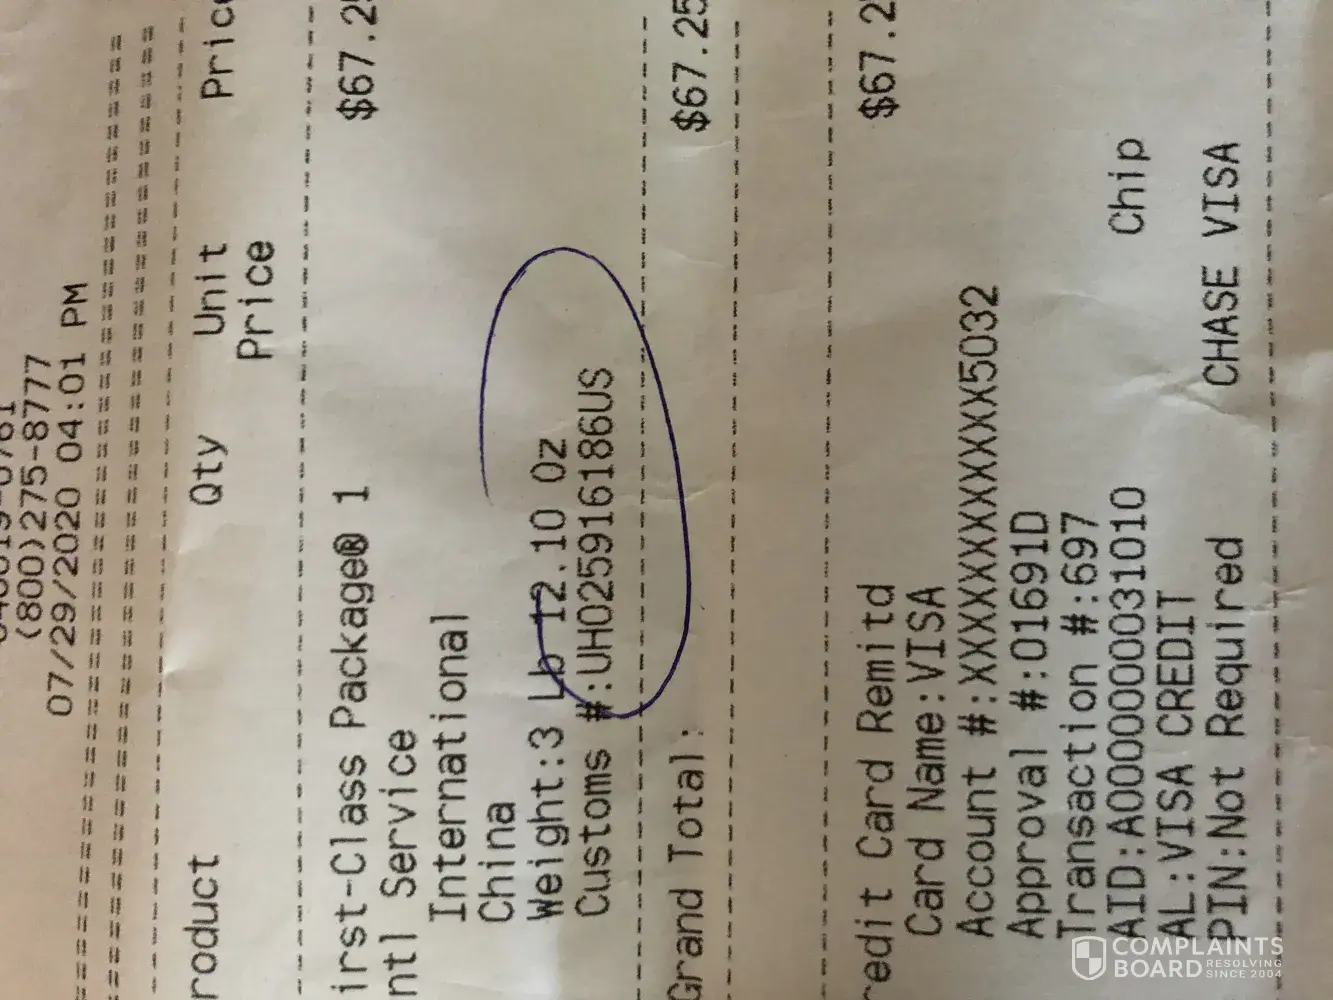 (800)275-8777
07/29/2020 04:01 PM
================================
================================
--------------------------------
roduct Qty Unit Price
Price
--------------------------------
irst-Class Package® 1 $67.25
ntl Service
International
China
Weight:3 Lb 12.10 Oz
Customs #:UH025916186US
--------------------------------
Grand Total: $67.25
--------------------------------
--------------------------------
redit Card Remitd $67.2
Card Name:VISA
Account #:XXXXXXXXXXXX5032
Approval #:01691D
Transaction #:697
AID:A0000000031010 Chip
AL:VISA CREDIT
PIN:Not Required CHASE VISA
--------------------------------
COMPLAINTS
BOARD RESOLVING
SINCE 2004